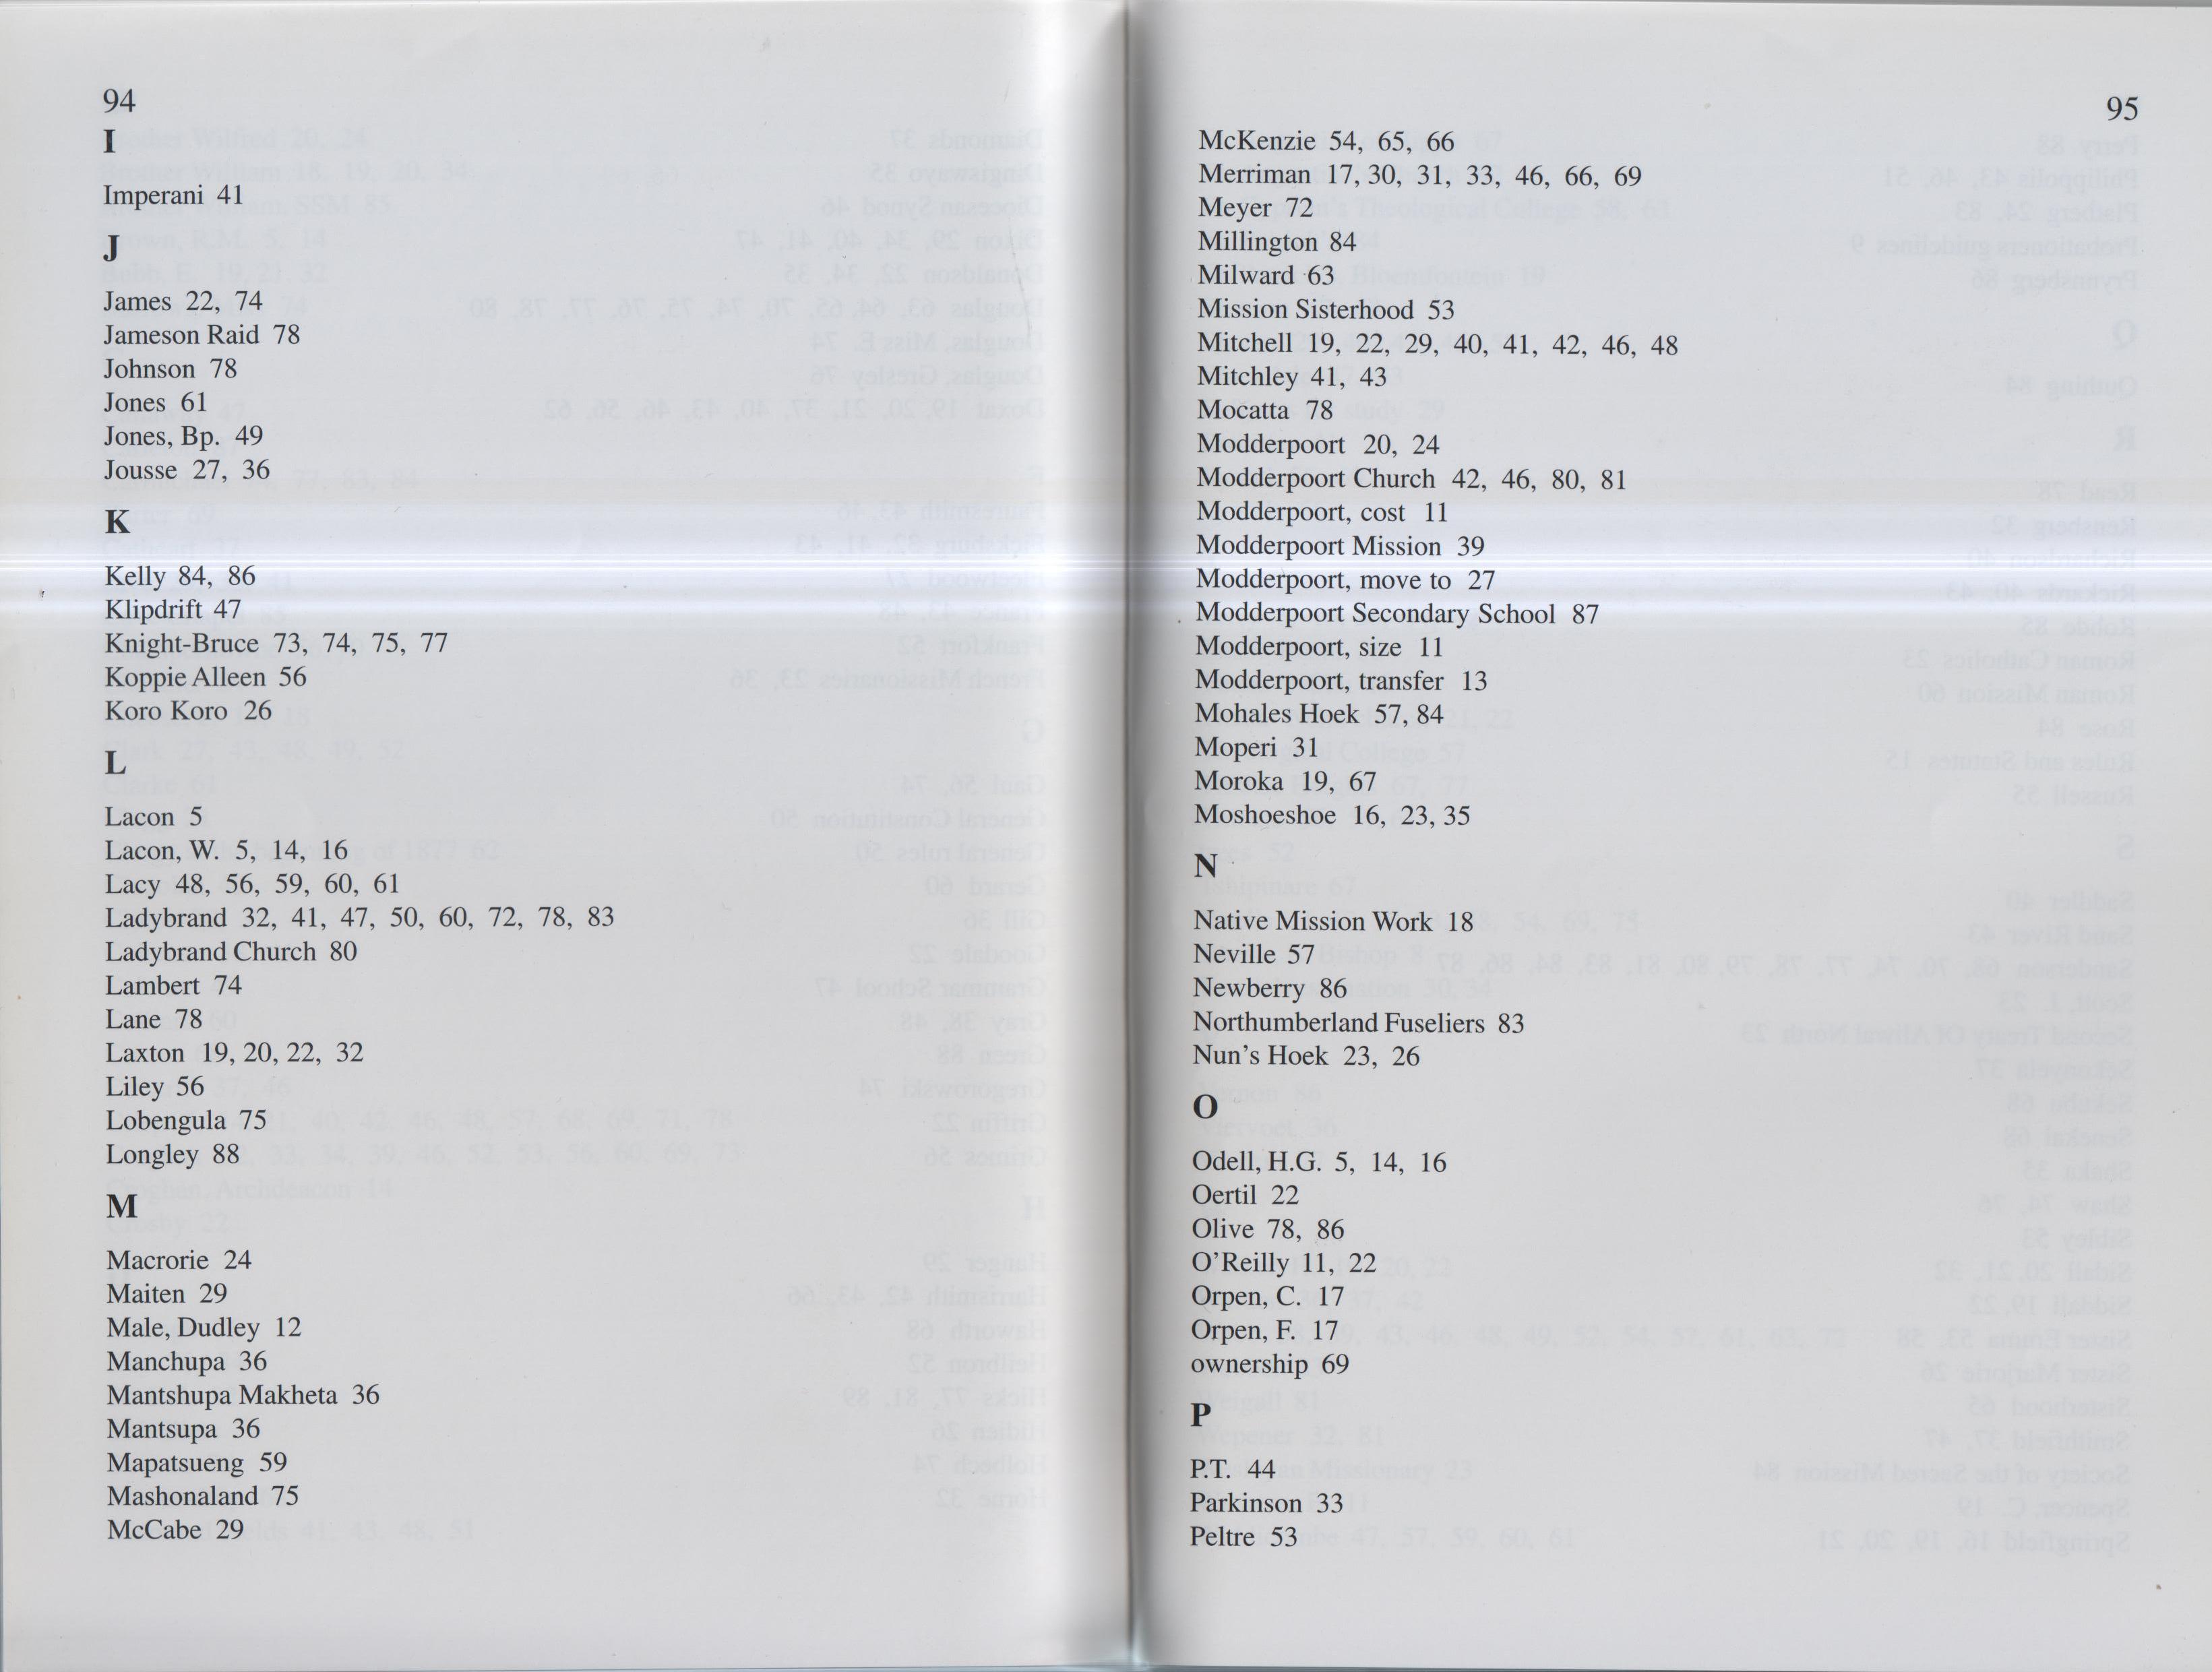 94
I
Imperani 41
J
James 22, 74
Jameson Raid 78
Johnson 78
Jones 61
Jones, Bp. 49
Jousse 27, 36
K
Kelly 84, 86
Klipdrift 47
Knight-Bruce 73, 74, 75, 77
Koppie Alleen 56
Koro Koro 26
L
Lacon 5
Lacon, W. 5, 14, 16
Lacy 48, 56, 59, 60, 61
Ladybrand 32, 41, 47, 50, 60, 72, 78, 83
Ladybrand Church 80
Lambert 74
Lane 78
Laxton 19, 20, 22, 32
Liley 56
Lobengula 75
Longley 88
M
Macrorie 24
Maiten 29
Male, Dudley 12
Manchupa 36
Mantshupa Makheta 36
Mantsupa 36
Mapatsueng 59
Mashonaland 75
McCabe 29
95
McKenzie 54, 65, 66
Merriman 17, 30, 31, 33, 46, 66, 69
Meyer 72
Millington 84
Milward 63
Mission Sisterhood 53
Mitchell 19, 22, 29, 40, 41, 42, 46, 48
Mitchley 41, 43
Mocatta 78
Modderpoort 20, 24
Modderpoort Church 42, 46, 80, 81
Modderpoort, cost 11
Modderpoort Mission 39
Modderpoort, move to 27
Modderpoort Secondary School 87
Modderpoort, size 11
Modderpoort, transfer 13
Mohales Hoek 57, 84
Moperi 31
Moroka 19, 67
Moshoeshoe 16, 23, 35
N
Native Mission Work 18
Neville 57
Newberry 86
Northumberland Fuseliers 83
Nun's Hoek 23, 26
O
Odell, H.G. 5, 14, 16
Oertil 22
Olive 78, 86
O'Reilly 11, 22
Orpen, C. 17
Orpen, F. 17
ownership 69
P
P.T. 44
Parkinson 33
Peltre 53